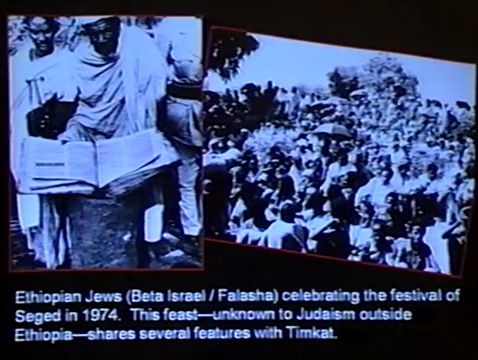 Ethiopian Jews (Beta Israel / Falasha) celebrating the festival of
Seged in 1974. This feast—unknown to Judaism outside
Ethiopia—shares several features with Timkat.